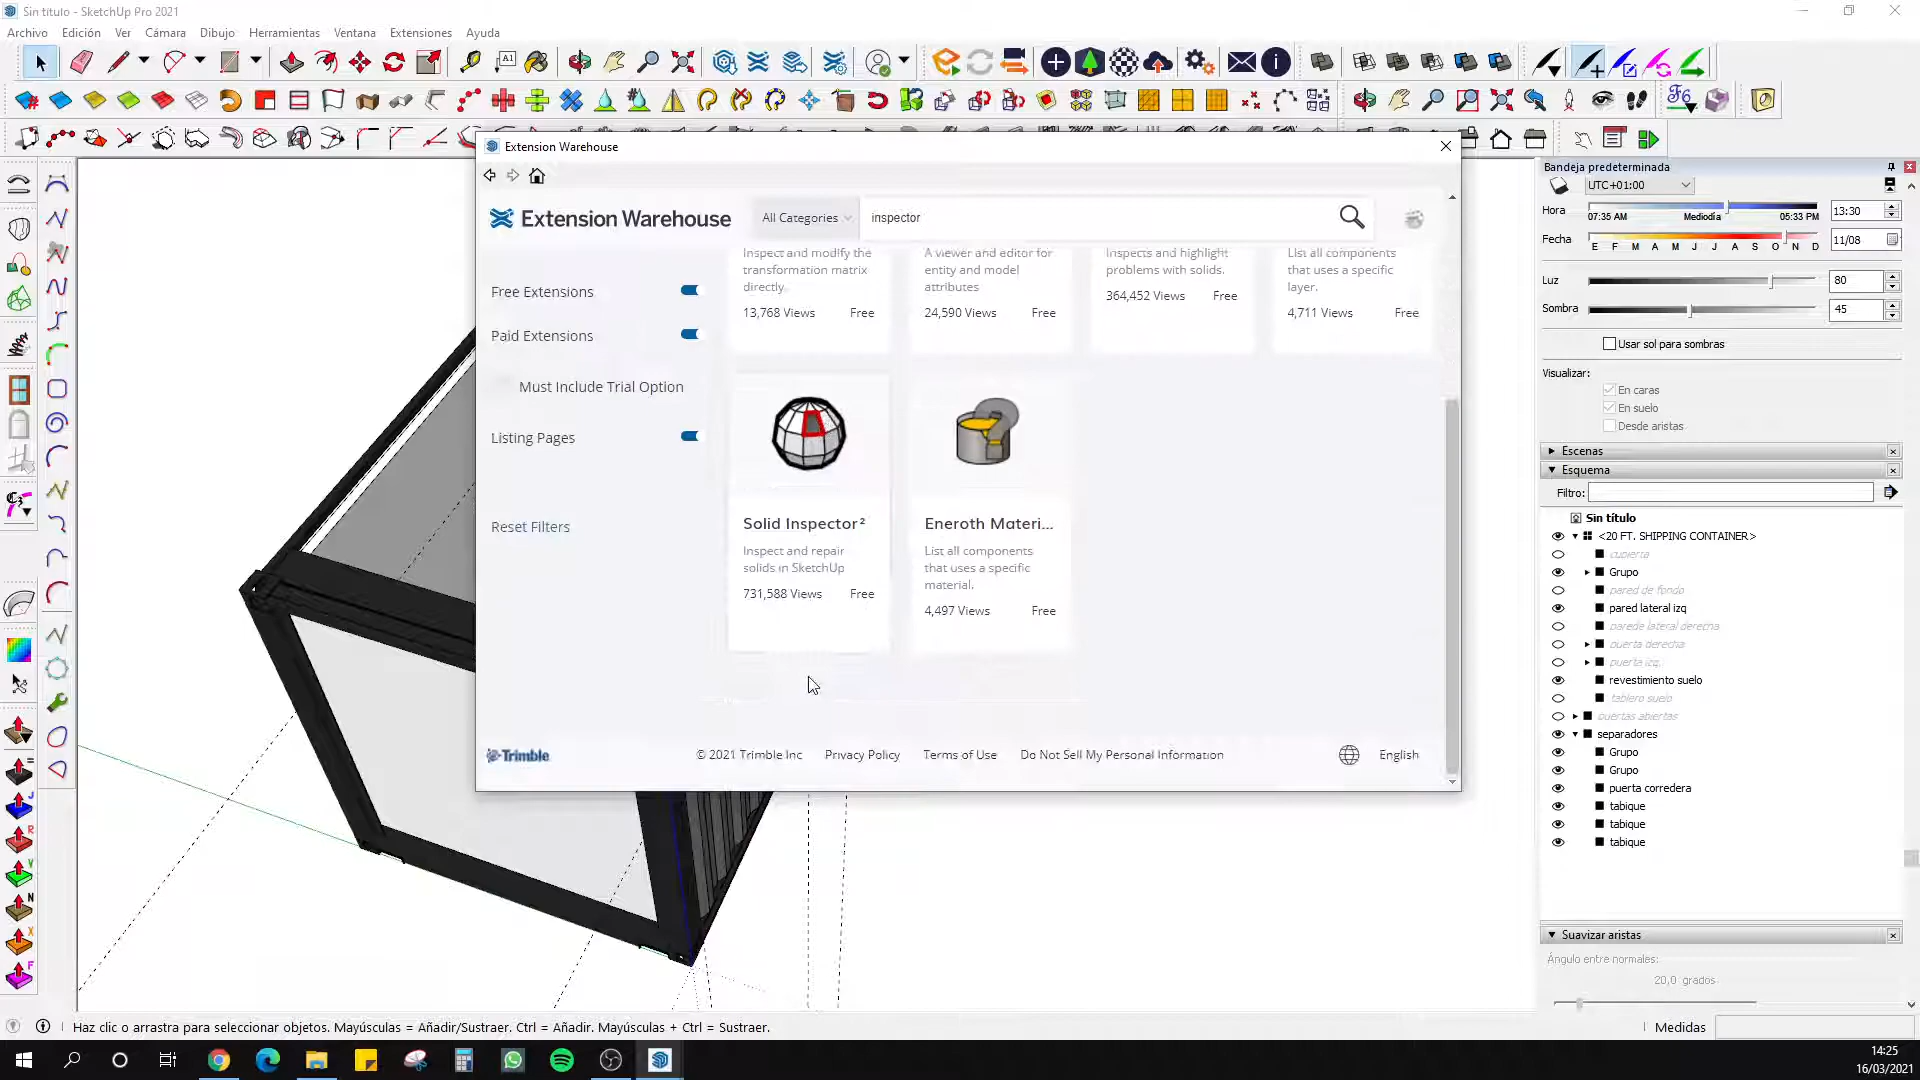 Sin título - SketchUp Pro 2021
Archivo Edición Ver Cámara Dibujo Herramientas Ventana Extensiones Ayuda
Extension Warehouse
Extension Warehouse
All Categories
inspector
Free Extensions
Paid Extensions
Must Include Trial Option
Listing Pages
Reset Filters
Inspect and modify the
transformation matrix
directly.
13,768 Views Free
A viewer and editor for
entity and model
attributes
24,590 Views Free
Inspects and highlight
problems with solids.
364,452 Views Free
List all components
that uses a specific
layer.
4,711 Views Free
Solid Inspector²
Inspect and repair
solids in SketchUp
731,588 Views Free
Eneroth Materi...
List all components
that uses a specific
material.
4,497 Views Free
Trimble
© 2021 Trimble Inc Privacy Policy Terms of Use Do Not Sell My Personal Information English
Bandeja predeterminada
UTC+01:00
Hora
07:35 AM Mediodía 05:33 PM
13:30
Fecha
E F M A M J J A S O N D
11/08
Luz
80
Sombra
45
Usar sol para sombras
Visualizar:
En caras
En suelo
Desde aristas
Escenas
Esquema
Filtro:
Sin título
<20 FT. SHIPPING CONTAINER>
cubierta
Grupo
pared de fondo
pared lateral izq
parede lateral derecha
puerta derecha
puerta izq.
revestimiento suelo
tablero suelo
puertas abiertas
separadores
Grupo
Grupo
puerta corredera
tabique
tabique
tabique
Suavizar aristas
Ángulo entre normales:
20,0 grados
Haz clic o arrastra para seleccionar objetos. Mayúsculas = Añadir/Sustraer. Ctrl = Añadir. Mayúsculas + Ctrl = Sustraer.
Medidas
14:25
16/03/2021